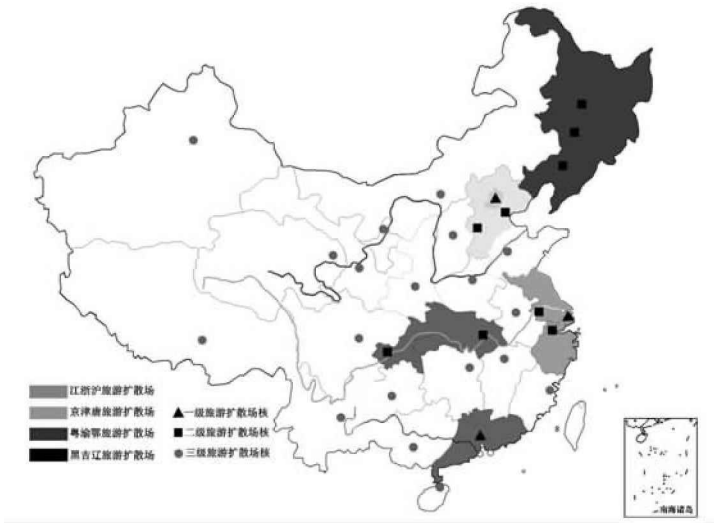 江浙沪旅游扩散场
京津唐旅游扩散场
粤渝鄂旅游扩散场
黑吉辽旅游扩散场
一级旅游扩散场核
二级旅游扩散场核
三级旅游扩散场核
南海诸岛